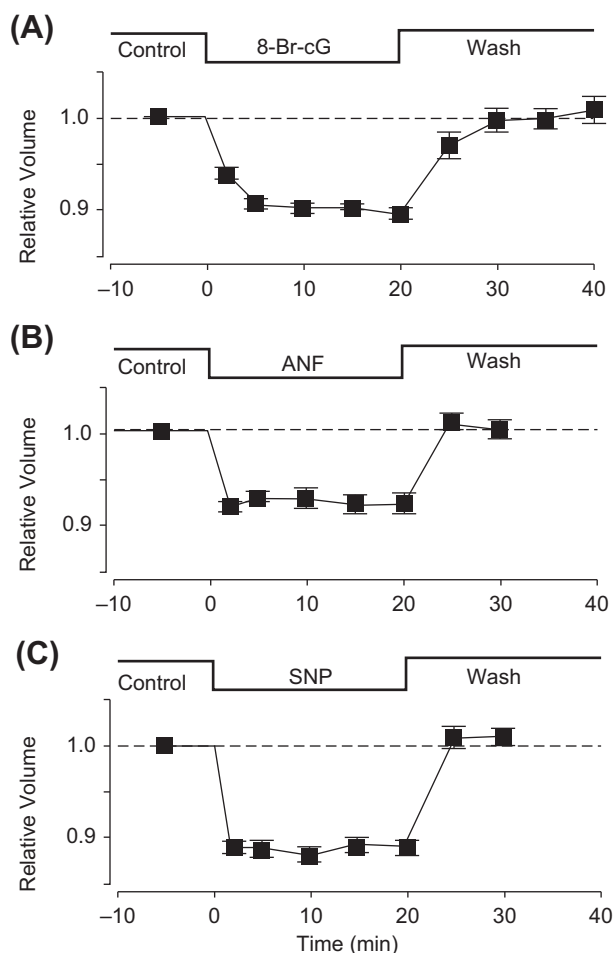 (A)
Control 8-Br-cG Wash
1.0
0.9
Relative Volume
–10 0 10 20 30 40
(B)
Control ANF Wash
1.0
0.9
Relative Volume
–10 0 10 20 30 40
(C)
Control SNP Wash
1.0
0.9
Relative Volume
–10 0 10 20 30 40
Time (min)